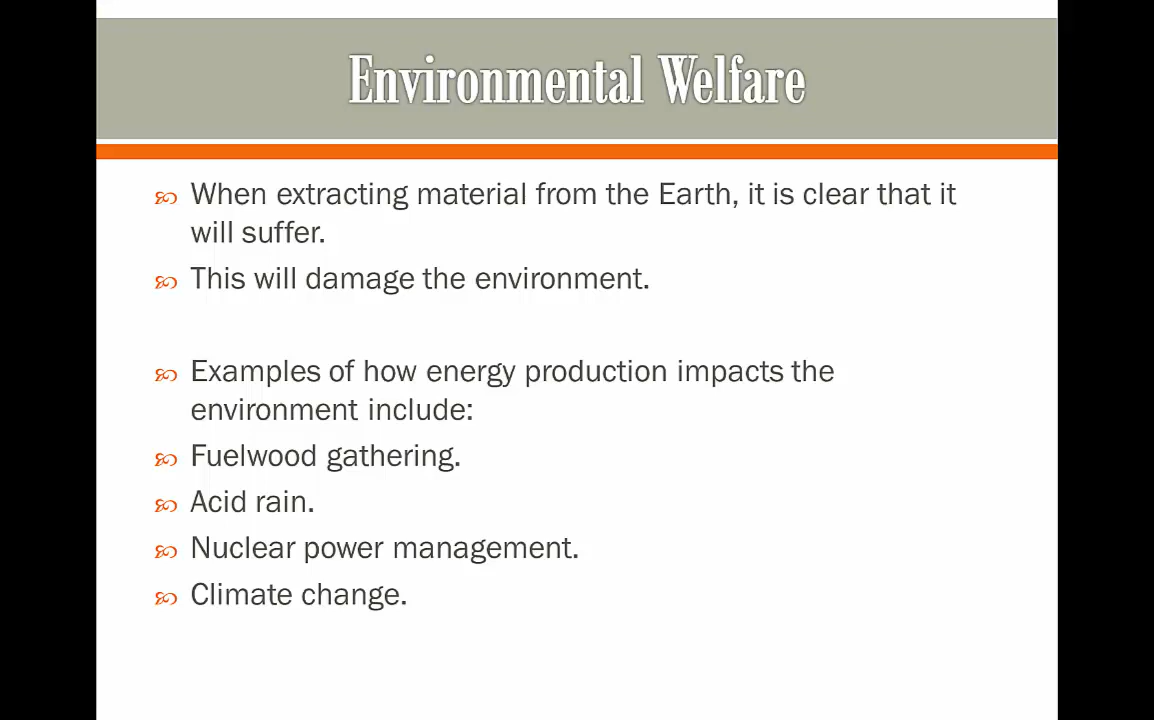 Environmental Welfare
When extracting material from the Earth, it is clear that it
will suffer.
This will damage the environment.
Examples of how energy production impacts the
environment include:
Fuelwood gathering.
Acid rain.
Nuclear power management.
Climate change.